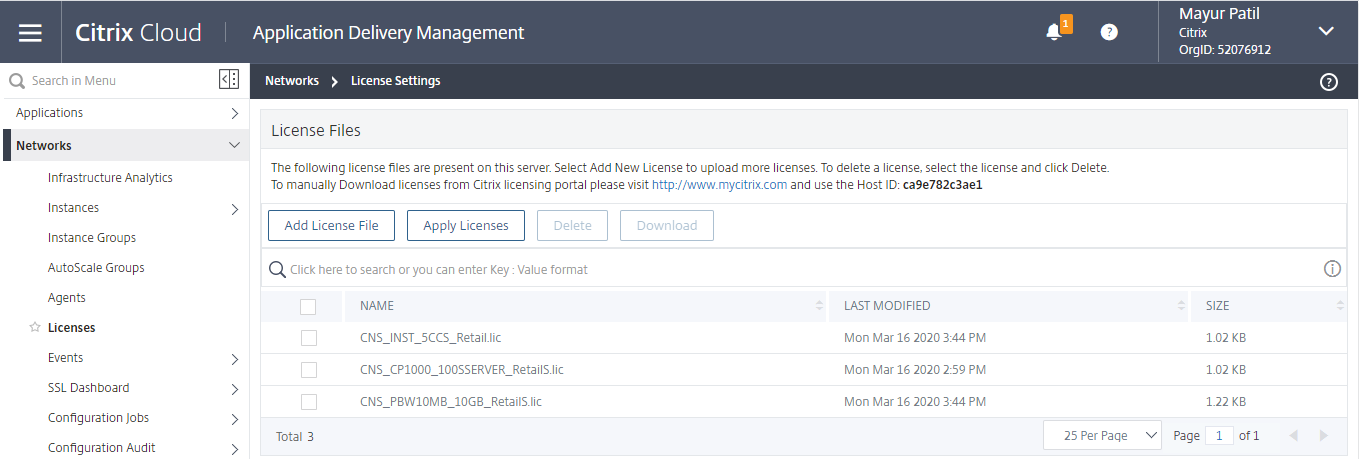 Citrix Cloud
Application Delivery Management
1
?
Mayur Patil
Citrix
OrgID: 52076912
Search in Menu
Networks
License Settings
?
Applications
Networks
Infrastructure Analytics
Instances
Instance Groups
AutoScale Groups
Agents
Licenses
Events
SSL Dashboard
Configuration Jobs
Configuration Audit
License Files
The following license files are present on this server. Select Add New License to upload more licenses. To delete a license, select the license and click Delete.
To manually Download licenses from Citrix licensing portal please visit http://www.mycitrix.com and use the Host ID: ca9e782c3ae1
Add License File Apply Licenses Delete Download
Click here to search or you can enter Key : Value format
NAME LAST MODIFIED SIZE
CNS_INST_5CCS_Retail.lic Mon Mar 16 2020 3:44 PM 1.02 KB
CNS_CP1000_100SSERVER_RetailS.lic Mon Mar 16 2020 2:59 PM 1.02 KB
CNS_PBW10MB_10GB_RetailS.lic Mon Mar 16 2020 3:44 PM 1.22 KB
Total 3 25 Per Page Page 1 of 1